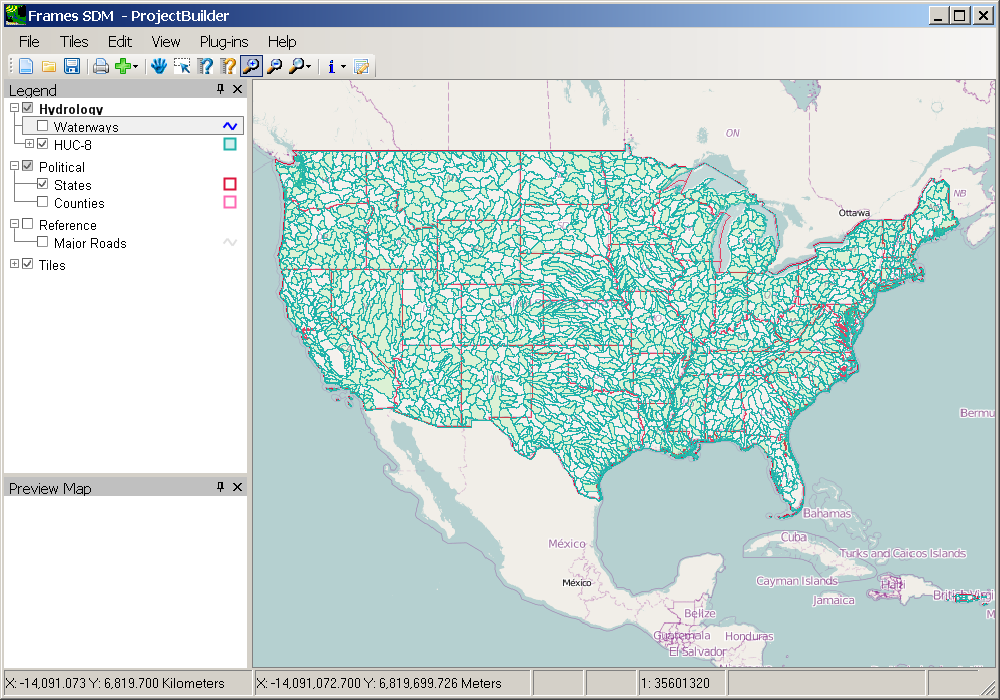 Frames SDM - ProjectBuilder
File Tiles Edit View Plug-ins Help
Legend
Hydrology
Waterways
HUC-8
Political
States
Counties
Reference
Major Roads
Tiles
Preview Map
ON
NB
Ottawa
Bermu
Bahamas
México
Cuba
Turks and Caicos Islands
México
Cayman Islands
Haiti
British Virgi
Jamaica
Belize
Guatemala
Honduras
El Salvador
X: -14,091.073 Y: 6,819.700 Kilometers
X: -14,091,072.700 Y: 6,819,699.726 Meters
1: 35601320